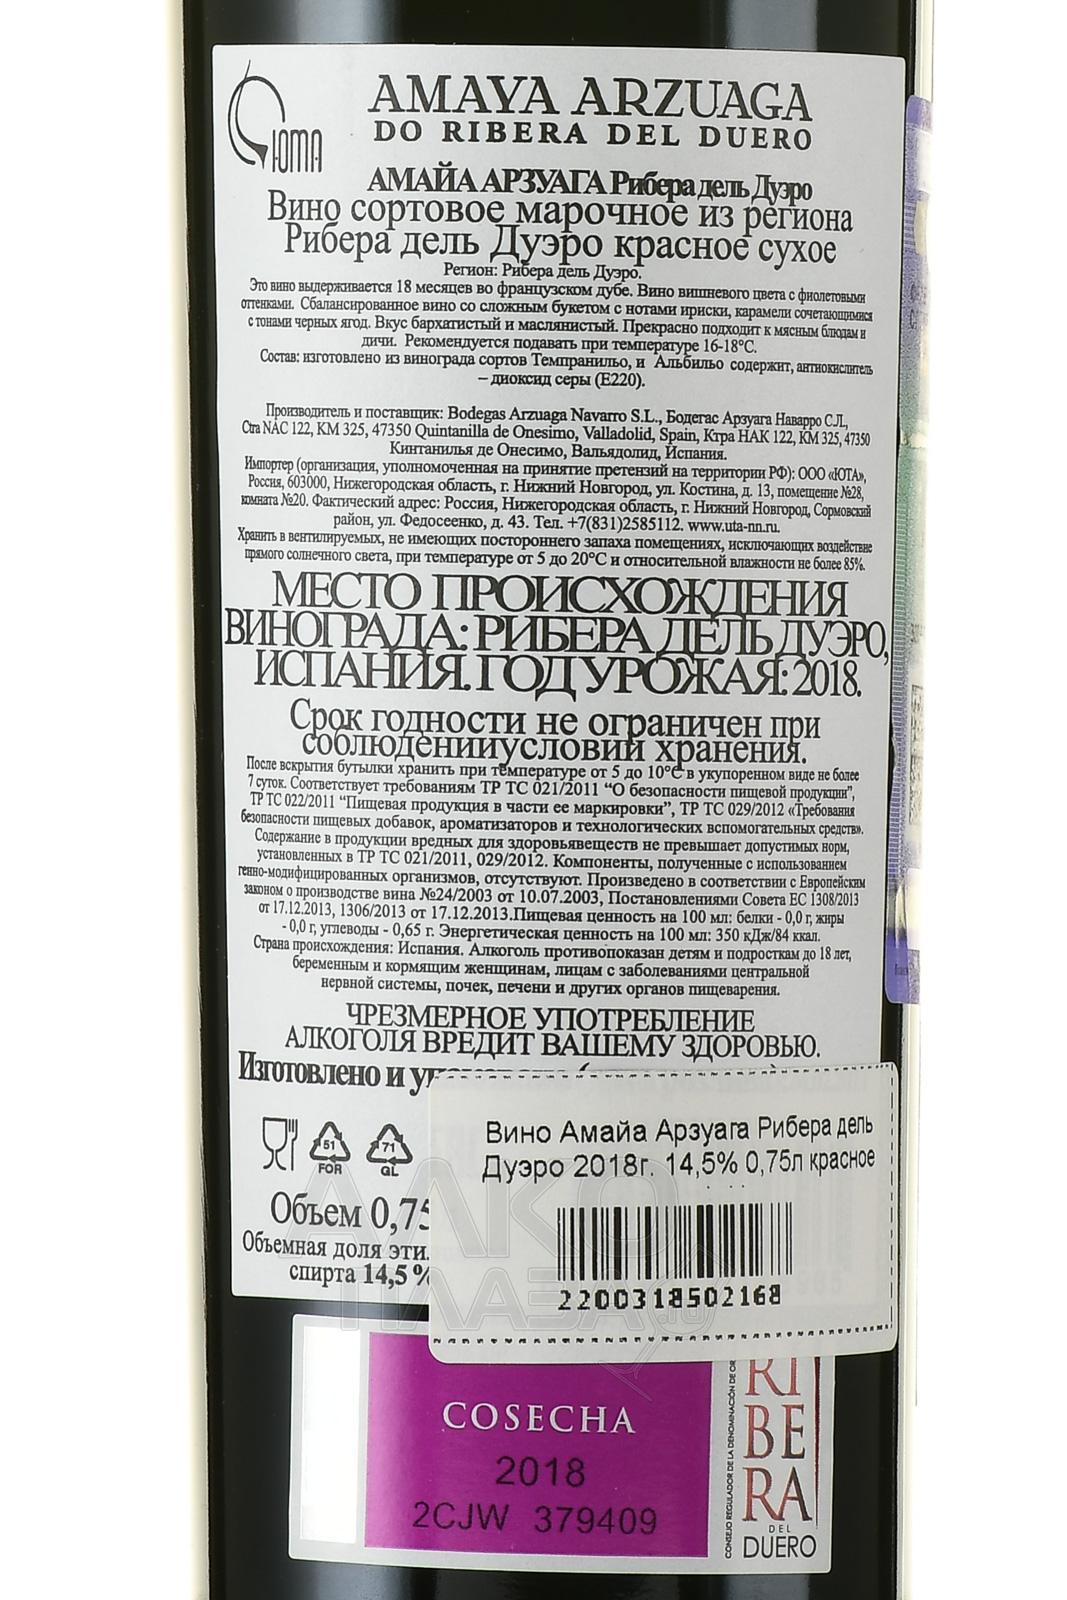 ЮТА
AMAYA ARZUAGA
DO RIBERA DEL DUERO
АМАЙА АРЗУАГА Рибера дель Дуэро
Вино сортовое марочное из региона
Рибера дель Дуэро красное сухое
Регион: Рибера дель Дуэро.
Это вино выдерживается 18 месяцев во французском дубе. Вино вишневого цвета с фиолетовыми
оттенками. Сбалансированное вино со сложным букетом с нотами ириски, карамели сочетающимися
с тонами черных ягод. Вкус бархатистый и маслянистый. Прекрасно подходит к мясным блюдам и
дичи. Рекомендуется подавать при температуре 16-18°С.
Состав: изготовлено из винограда сортов Темпранильо, и Альбильо содержит, антиокислитель
– диоксид серы (Е220).
Производитель и поставщик: Bodegas Arzuaga Navarro S.L., Бодегас Арзуага Наварро С.Л.,
Ctra NAC 122, KM 325, 47350 Quintanilla de Onesimo, Valladolid, Spain, Ктра НАК 122, КМ 325, 47350
Кинтанилья де Онесимо, Вальядолид, Испания.
Импортер (организация, уполномоченная на принятие претензий на территории РФ): ООО «ЮТА»,
Россия, 603000, Нижегородская область, г. Нижний Новгород, ул. Костина, д. 13, помещение №28,
комната №20. Фактический адрес: Россия, Нижегородская область, г. Нижний Новгород, Сормовский
район, ул. Федосеенко, д. 43. Тел. +7(831)2585112. www.uta-nn.ru.
Хранить в вентилируемых, не имеющих постороннего запаха помещениях, исключающих воздействие
прямого солнечного света, при температуре от 5 до 20°С и относительной влажности не более 85%.
МЕСТО ПРОИСХОЖДЕНИЯ
ВИНОГРАДА: РИБЕРА ДЕЛЬ ДУЭРО,
ИСПАНИЯ. ГОД УРОЖАЯ: 2018.
Срок годности не ограничен при
соблюденииусловий хранения.
После вскрытия бутылки хранить при температуре от 5 до 10°С в укупоренном виде не более
7 суток. Соответствует требованиям ТР ТС 021/2011 “О безопасности пищевой продукции”,
ТР ТС 022/2011 “Пищевая продукция в части ее маркировки”, ТР ТС 029/2012 «Требования
безопасности пищевых добавок, ароматизаторов и технологических вспомогательных средств».
Содержание в продукции вредных для здоровьявеществ не превышает допустимых норм,
установленных в ТР ТС 021/2011, 029/2012. Компоненты, полученные с использованием
генно-модифицированных организмов, отсутствуют. Произведено в соответствии с Европейским
законом о производстве вина №24/2003 от 10.07.2003, Постановлениями Совета ЕС 1308/2013
от 17.12.2013, 1306/2013 от 17.12.2013.Пищевая ценность на 100 мл: белки - 0,0 г, жиры
- 0,0 г, углеводы - 0,65 г. Энергетическая ценность на 100 мл: 350 кДж/84 ккал.
Страна происхождения: Испания. Алкоголь противопоказан детям и подросткам до 18 лет,
беременным и кормящим женщинам, лицам с заболеваниями центральной
нервной системы, почек, печени и других органов пищеварения.
ЧРЕЗМЕРНОЕ УПОТРЕБЛЕНИЕ
АЛКОГОЛЯ ВРЕДИТ ВАШЕМУ ЗДОРОВЬЮ.
Изготовлено и
51
FOR
71
GL
Объем 0,75
Объемная доля эти
спирта 14,5 %
Вино Амайа Арзуага Рибера дель
Дуэро 2018г. 14,5% 0,75л красное
2200318502168
АЛКО
ПЛАЗА
.ru
COSECHA
2018
2CJW 379409
CONSEJO REGULADOR DE LA DENOMINACIÓN DE OR
RI
BE
RA
DEL
DUERO